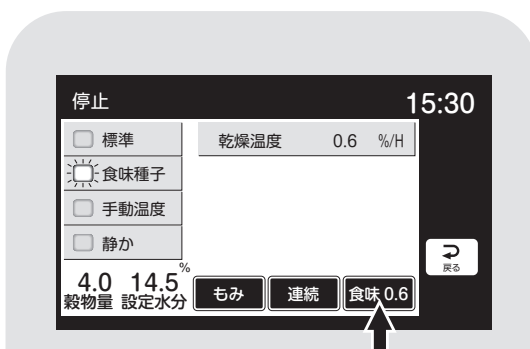 停止 15:30
標準
食味種子
手動温度
静か
乾燥温度 0.6 %/H
戻る
4.0 14.5 %
穀物量 設定水分
もみ 連続 食味 0.6